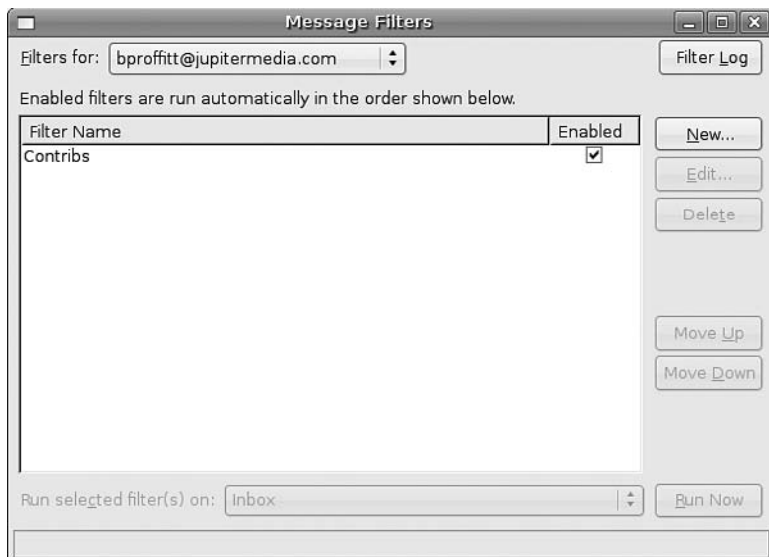 Message Filters
Filters for: bproffitt@jupitermedia.com
Filter Log
Enabled filters are run automatically in the order shown below.
Filter Name Enabled
Contribs
New...
Edit...
Delete
Move Up
Move Down
Run selected filter(s) on: Inbox
Run Now